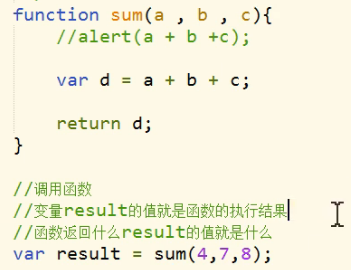 function sum(a , b , c){
//alert(a + b +c);
var d = a + b + c;
return d;
}
//调用函数
//变量result的值就是函数的执行结果
//函数返回什么result的值就是什么
var result = sum(4,7,8);